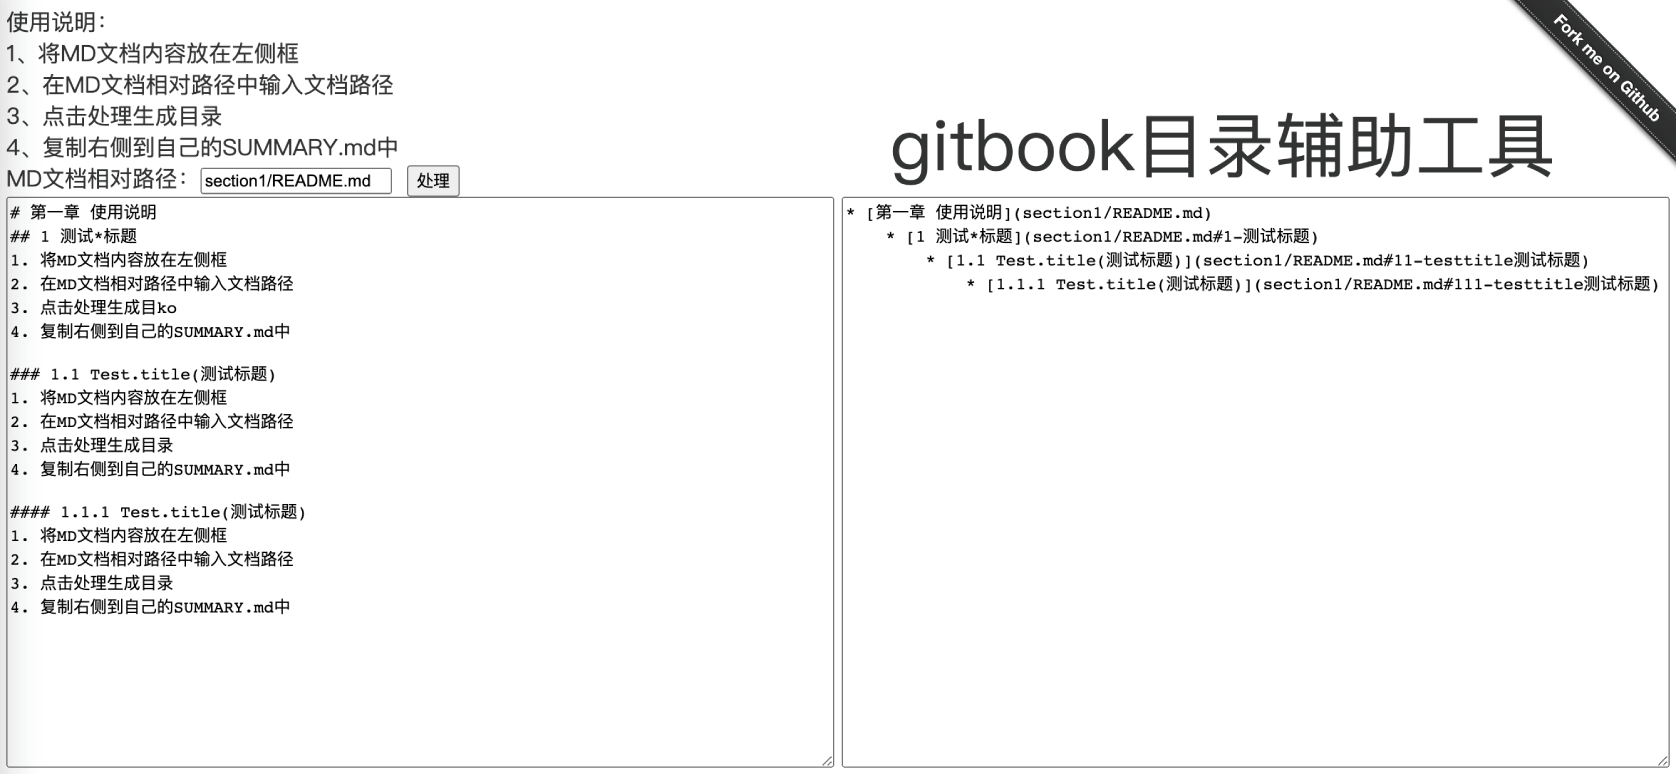 使用说明：
1、将MD文档内容放在左侧框
2、在MD文档相对路径中输入文档路径
3、点击处理生成目录
4、复制右侧到自己的SUMMARY.md中
MD文档相对路径： section1/README.md 处理
Fork me on Github
gitbook目录辅助工具
# 第一章 使用说明
## 1 测试*标题
1. 将MD文档内容放在左侧框
2. 在MD文档相对路径中输入文档路径
3. 点击处理生成目ko
4. 复制右侧到自己的SUMMARY.md中
### 1.1 Test.title(测试标题)
1. 将MD文档内容放在左侧框
2. 在MD文档相对路径中输入文档路径
3. 点击处理生成目录
4. 复制右侧到自己的SUMMARY.md中
#### 1.1.1 Test.title(测试标题)
1. 将MD文档内容放在左侧框
2. 在MD文档相对路径中输入文档路径
3. 点击处理生成目录
4. 复制右侧到自己的SUMMARY.md中
* [第一章 使用说明](section1/README.md)
* [1 测试*标题](section1/README.md#1-测试标题)
* [1.1 Test.title(测试标题)](section1/README.md#11-testtitle测试标题)
* [1.1.1 Test.title(测试标题)](section1/README.md#111-testtitle测试标题)